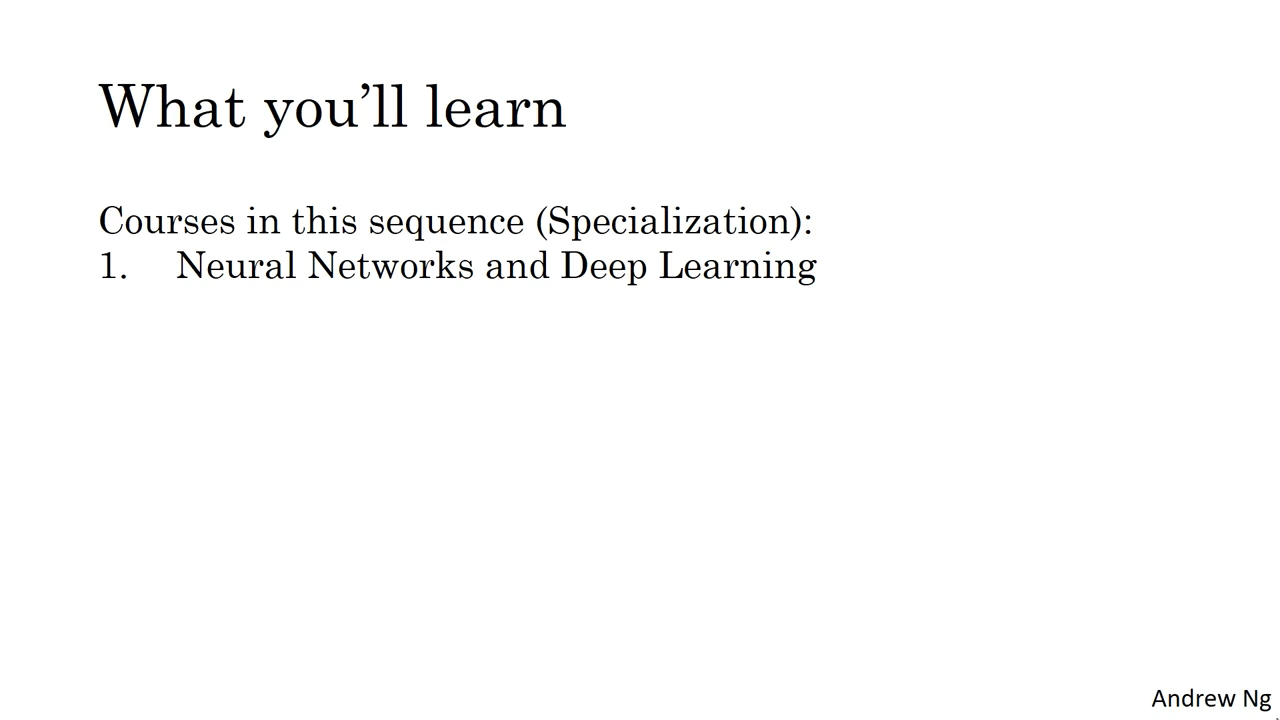 What you’ll learn
Courses in this sequence (Specialization):
1. Neural Networks and Deep Learning
Andrew Ng